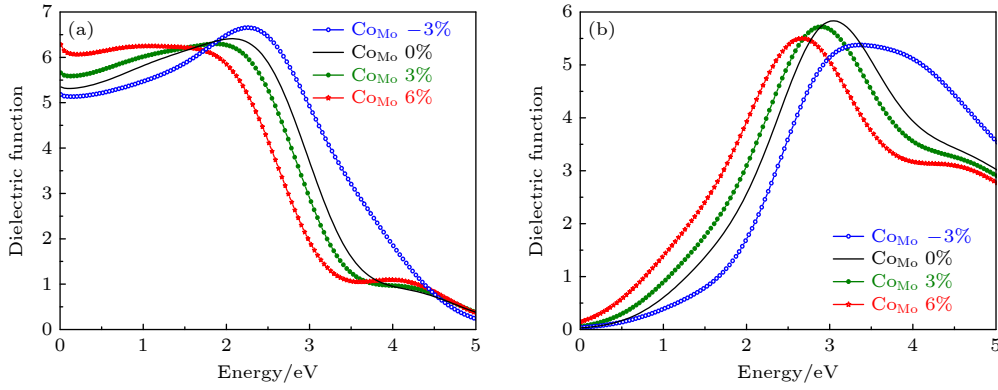 (a)
Co_Mo −3%
Co_Mo 0%
Co_Mo 3%
Co_Mo 6%
Dielectric function
7
6
5
4
3
2
1
0
0 1 2 3 4 5
Energy/eV
(b)
Co_Mo −3%
Co_Mo 0%
Co_Mo 3%
Co_Mo 6%
Dielectric function
6
5
4
3
2
1
0
0 1 2 3 4 5
Energy/eV